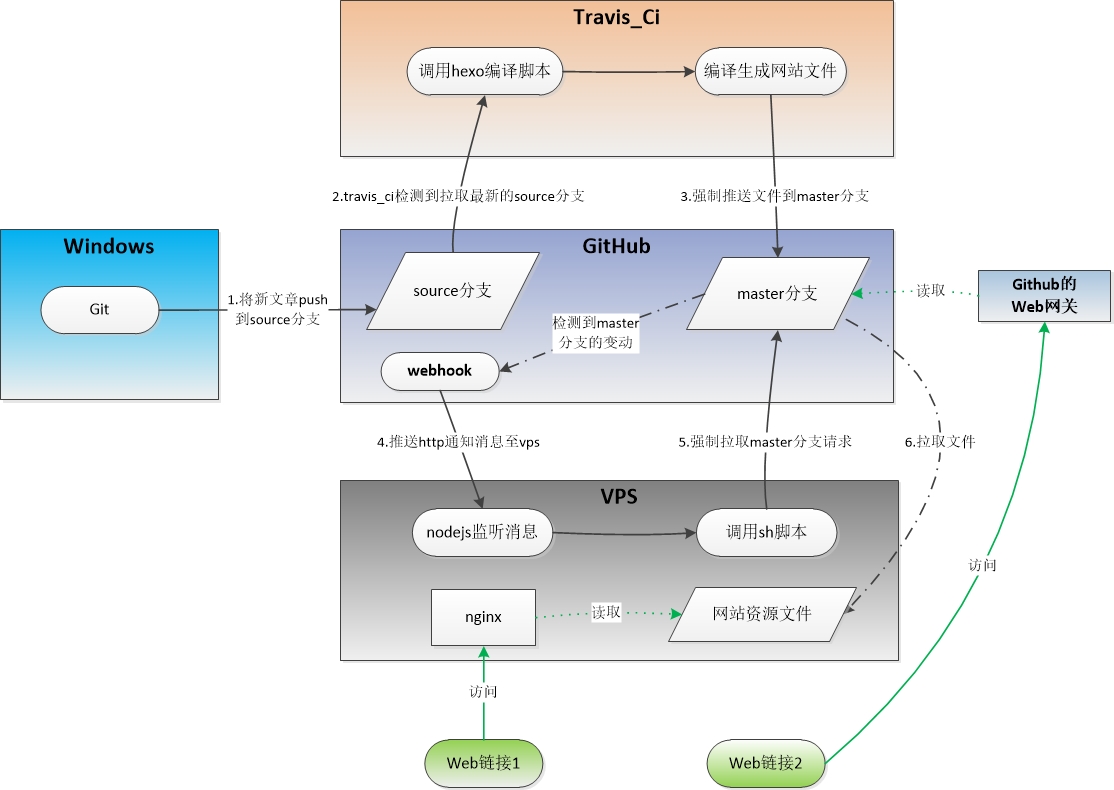 Travis_Ci
调用hexo编译脚本
编译生成网站文件
2.travis_ci检测到拉取最新的source分支
3.强制推送文件到master分支
Windows
Git
1.将新文章push
到source分支
GitHub
source分支
master分支
读取
Github的
Web网关
检测到master
分支的变动
webhook
4.推送http通知消息至vps
5.强制拉取master分支请求
6.拉取文件
VPS
nodejs监听消息
调用sh脚本
访问
nginx
读取
网站资源文件
访问
Web链接1
Web链接2